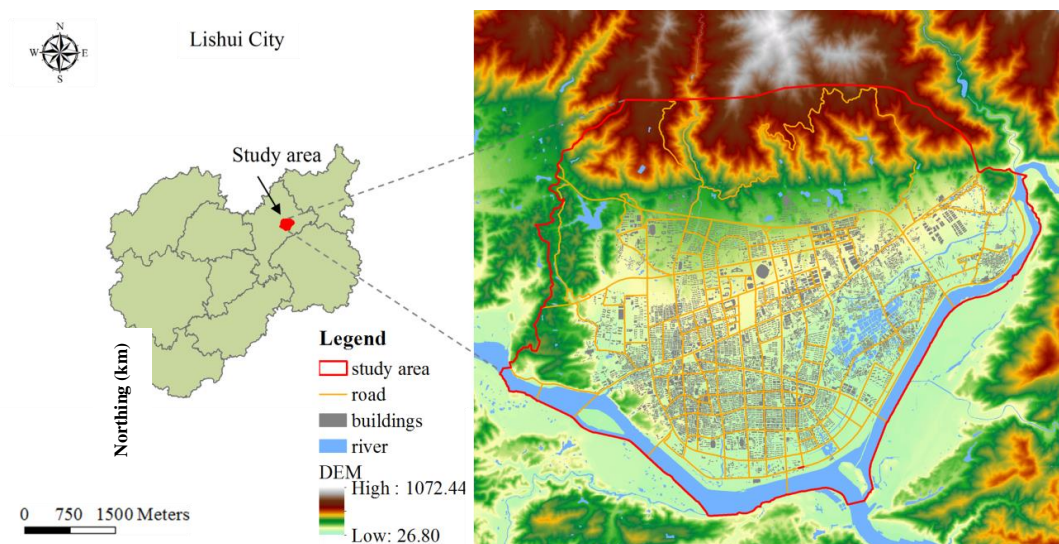 N
W E
S
Lishui City
Study area
Northing (km)
Legend
study area
road
buildings
river
DEM
High : 1072.44
Low: 26.80
0 750 1500 Meters